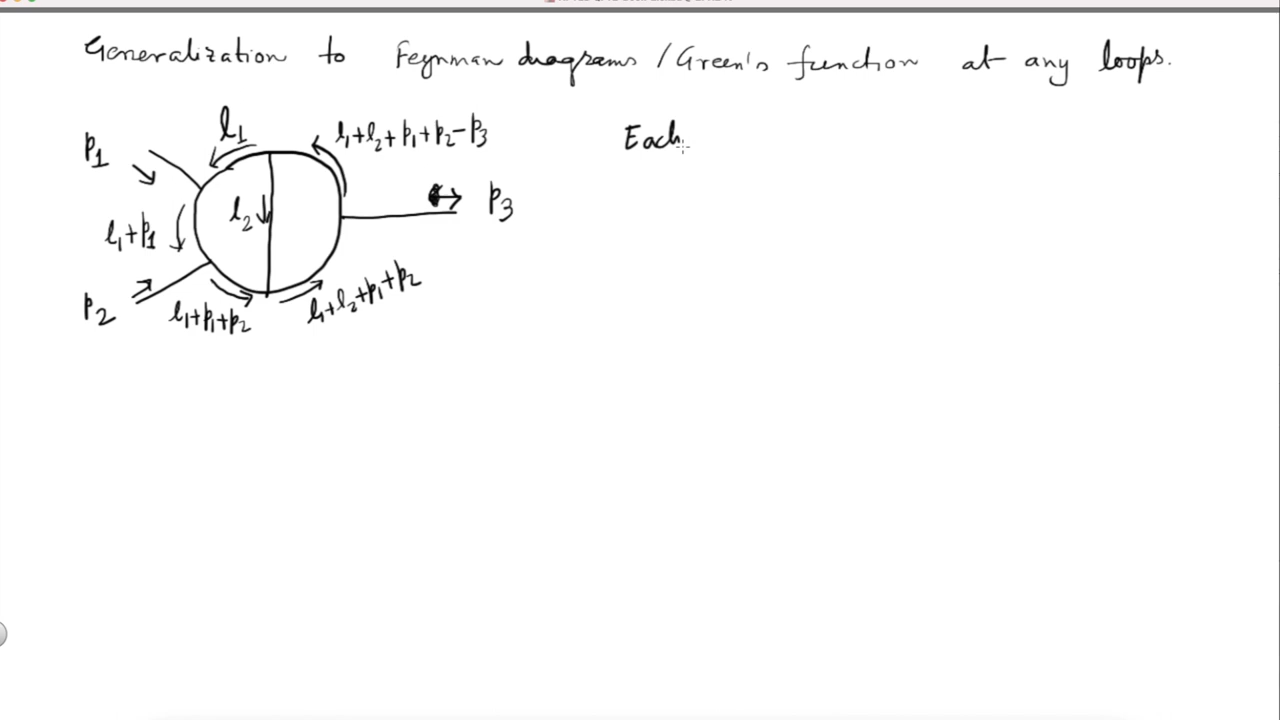 Generalization to Feynman diagrams / Green's function at any loops.
l₁
l₁+l₂+p₁+p₂-p₃
p₁
Each
l₂
p₃
l₁+p₁
p₂
l₁+p₁+p₂
l₁+l₂+p₁+p₂